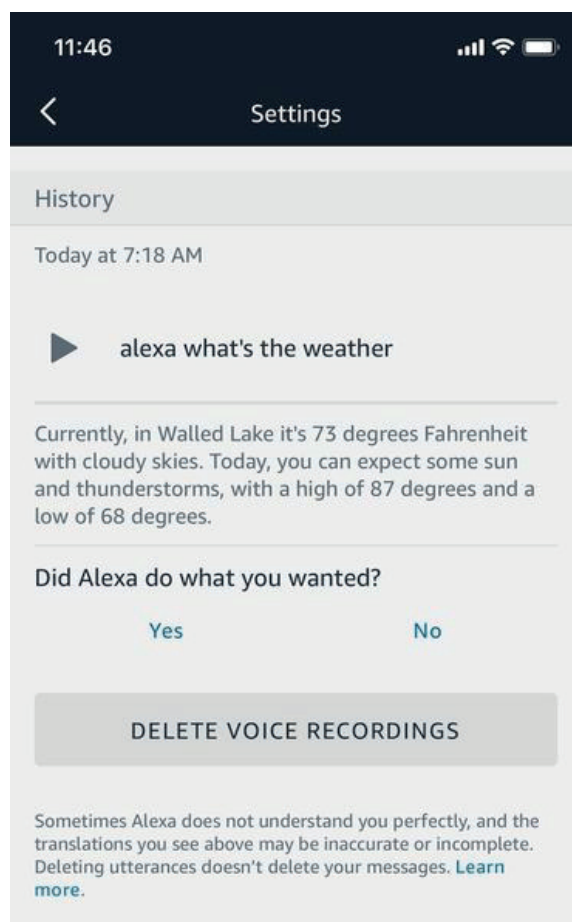 11:46
Settings
History
Today at 7:18 AM
alexa what's the weather
Currently, in Walled Lake it's 73 degrees Fahrenheit
with cloudy skies. Today, you can expect some sun
and thunderstorms, with a high of 87 degrees and a
low of 68 degrees.
Did Alexa do what you wanted?
Yes No
DELETE VOICE RECORDINGS
Sometimes Alexa does not understand you perfectly, and the
translations you see above may be inaccurate or incomplete.
Deleting utterances doesn't delete your messages. Learn
more.